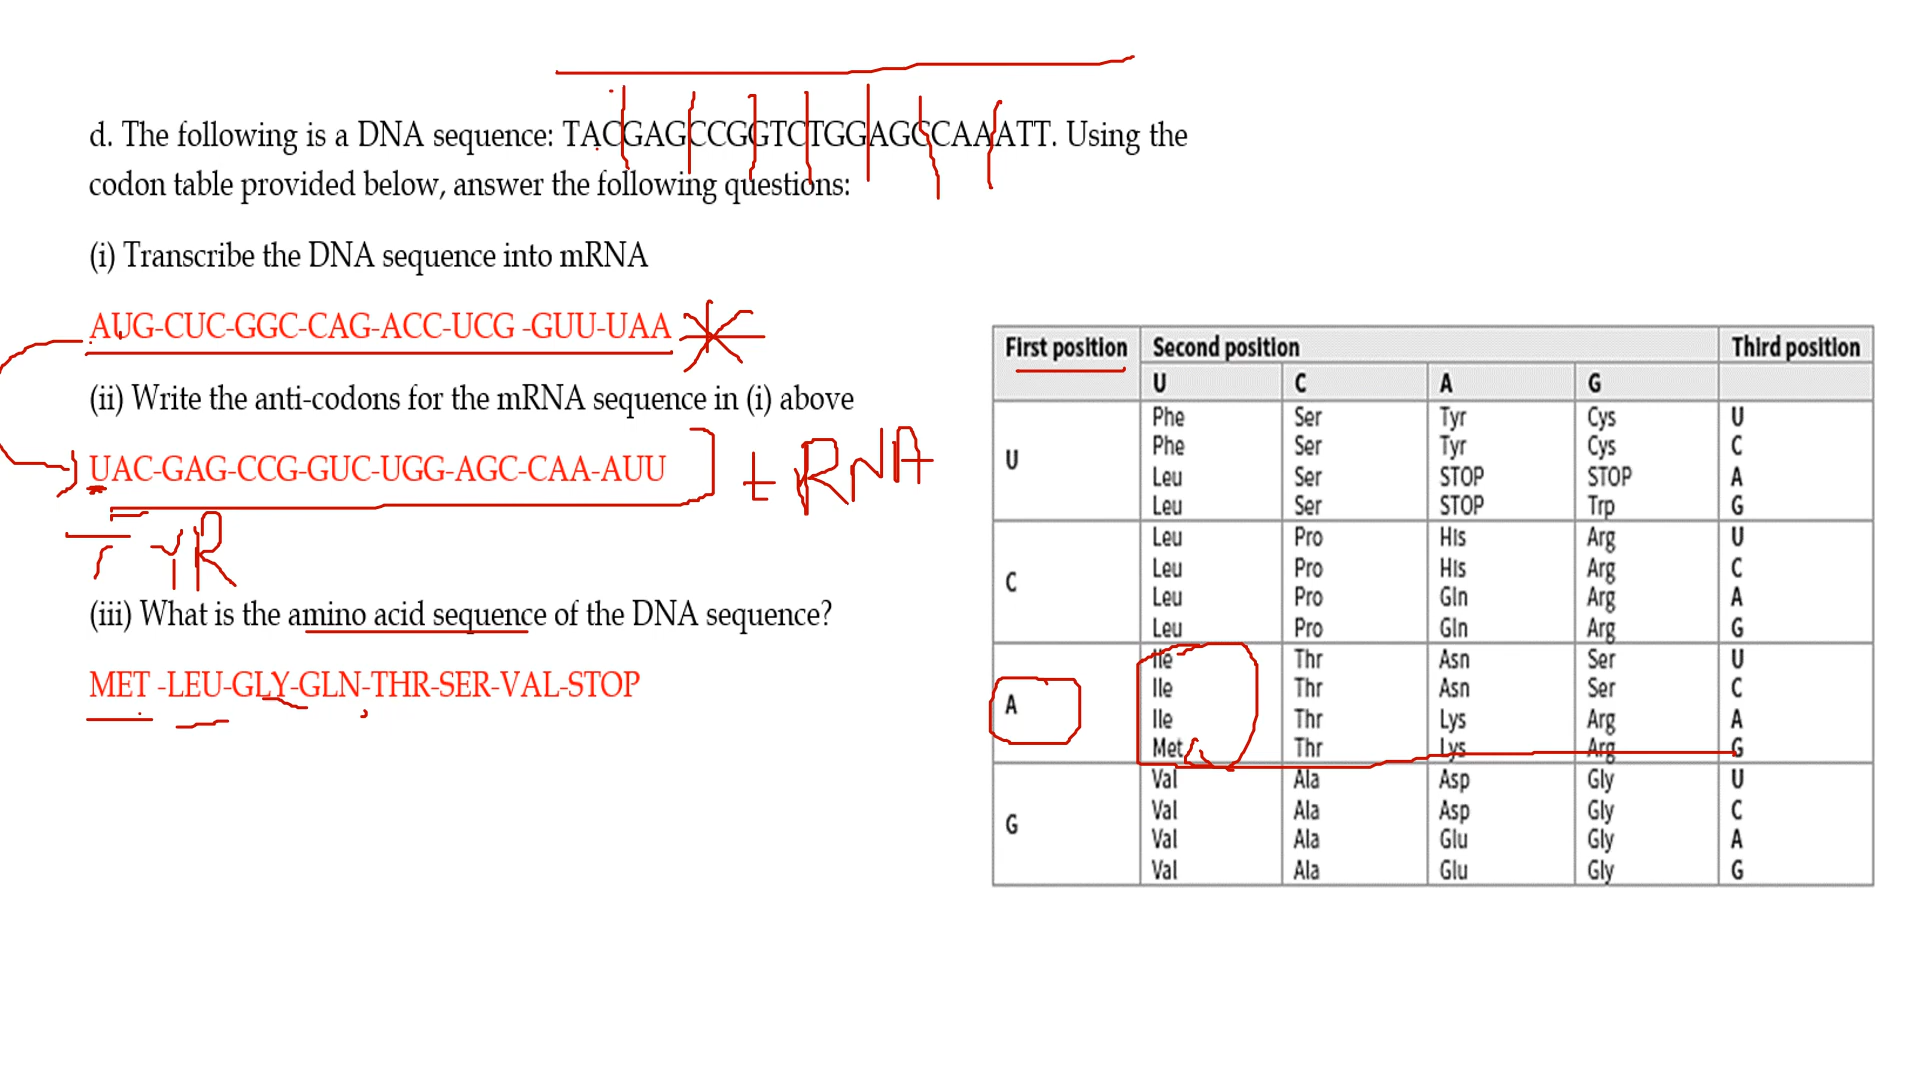 d. The following is a DNA sequence: TACGAGCCGGTCTGGAGCCAAATT. Using the
codon table provided below, answer the following questions:
(i) Transcribe the DNA sequence into mRNA
AUG-CUC-GGC-CAG-ACC-UCG -GUU-UAA
(ii) Write the anti-codons for the mRNA sequence in (i) above
UAC-GAG-CCG-GUC-UGG-AGC-CAA-AUU
tRNA
TYR
(iii) What is the amino acid sequence of the DNA sequence?
MET -LEU-GLY-GLN-THR-SER-VAL-STOP
First position Second position Third position
U C A G
U
Phe Ser Tyr Cys U
Phe Ser Tyr Cys C
Leu Ser STOP STOP A
Leu Ser STOP Trp G
C
Leu Pro His Arg U
Leu Pro His Arg C
Leu Pro Gln Arg A
Leu Pro Gln Arg G
A
Ile Thr Asn Ser U
Ile Thr Asn Ser C
Ile Thr Lys Arg A
Met Thr Lys Arg G
G
Val Ala Asp Gly U
Val Ala Asp Gly C
Val Ala Glu Gly A
Val Ala Glu Gly G